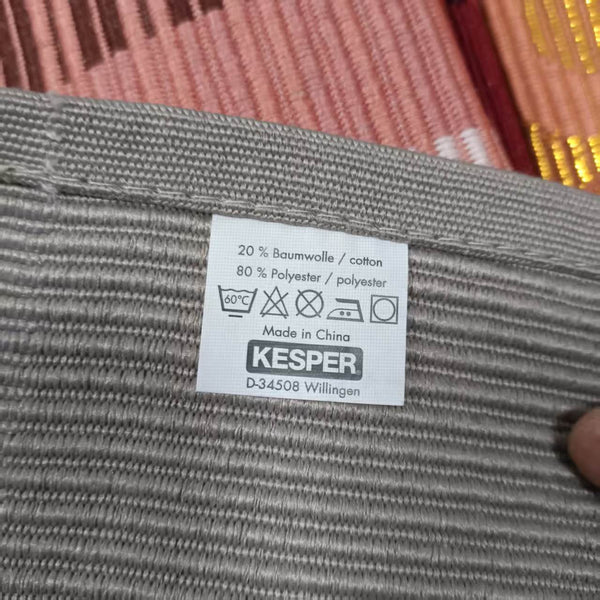 20 % Baumwolle / cotton
80 % Polyester / polyester
60°C
Made in China
KESPER
D-34508 Willingen